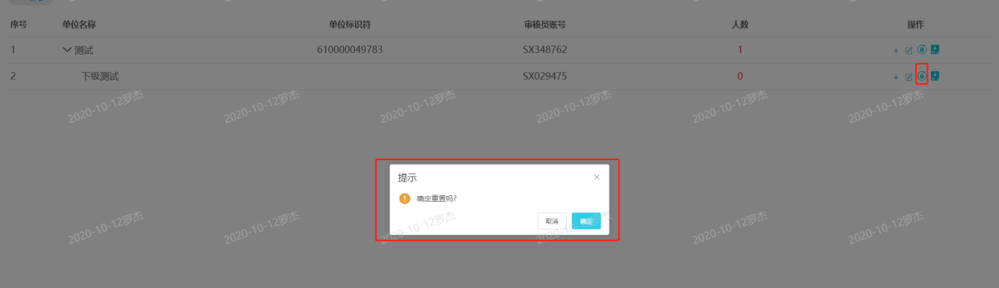 序号 单位名称 单位标识符 审核员账号 人数 操作
1 测试 610000049783 SX348762 1
2 下级测试 SX029475 0
2020-10-12罗杰 2020-10-12罗杰 2020-10-12罗杰 2020-10-12罗杰 2020-10-12罗杰 2020-10-12罗杰
提示
确定重置吗?
取消 确定
2020-10-12罗杰 2020-10-12罗杰 2020-10-12罗杰 2020-10-12罗杰 2020-10-12罗杰 2020-10-12罗杰